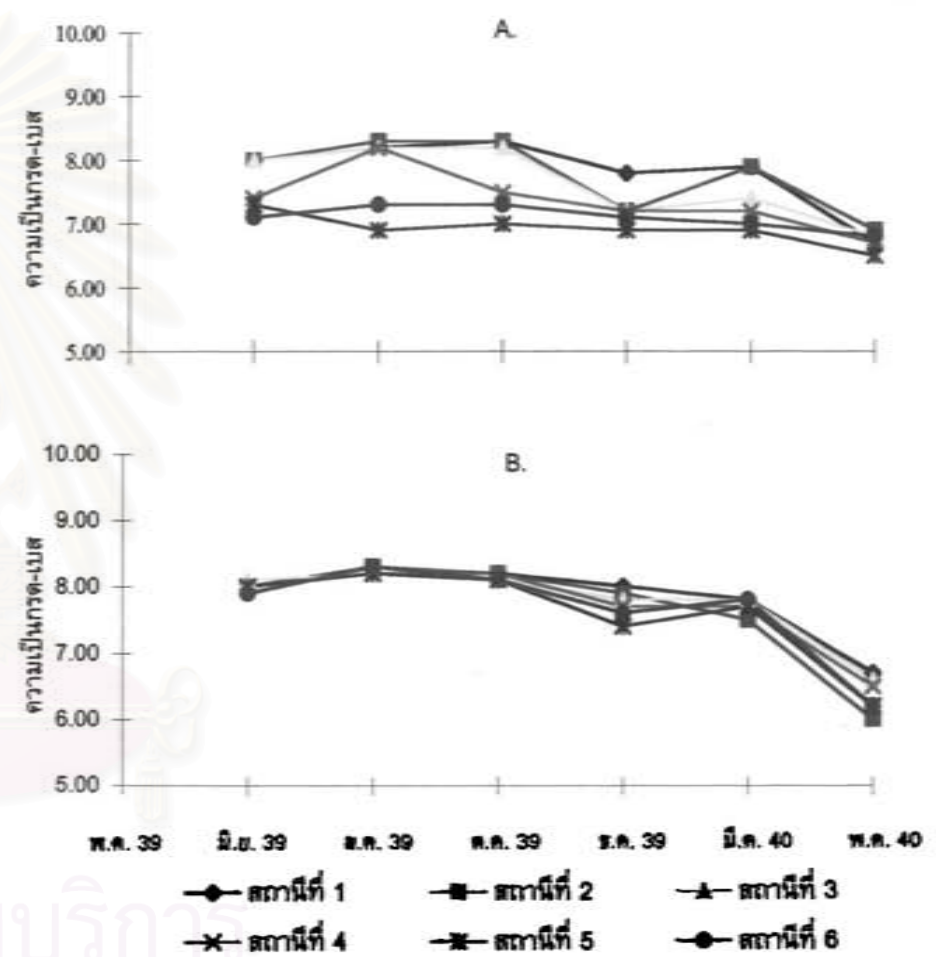 A.
10.00
9.00
8.00
7.00
6.00
5.00
ความเป็นกรด-เบส
B.
10.00
9.00
8.00
7.00
6.00
5.00
ความเป็นกรด-เบส
พ.ค. 39 มิ.ย. 39 ส.ค. 39 ต.ค. 39 ธ.ค. 39 มี.ค. 40 พ.ค. 40
สถานีที่ 1 สถานีที่ 2 สถานีที่ 3
สถานีที่ 4 สถานีที่ 5 สถานีที่ 6